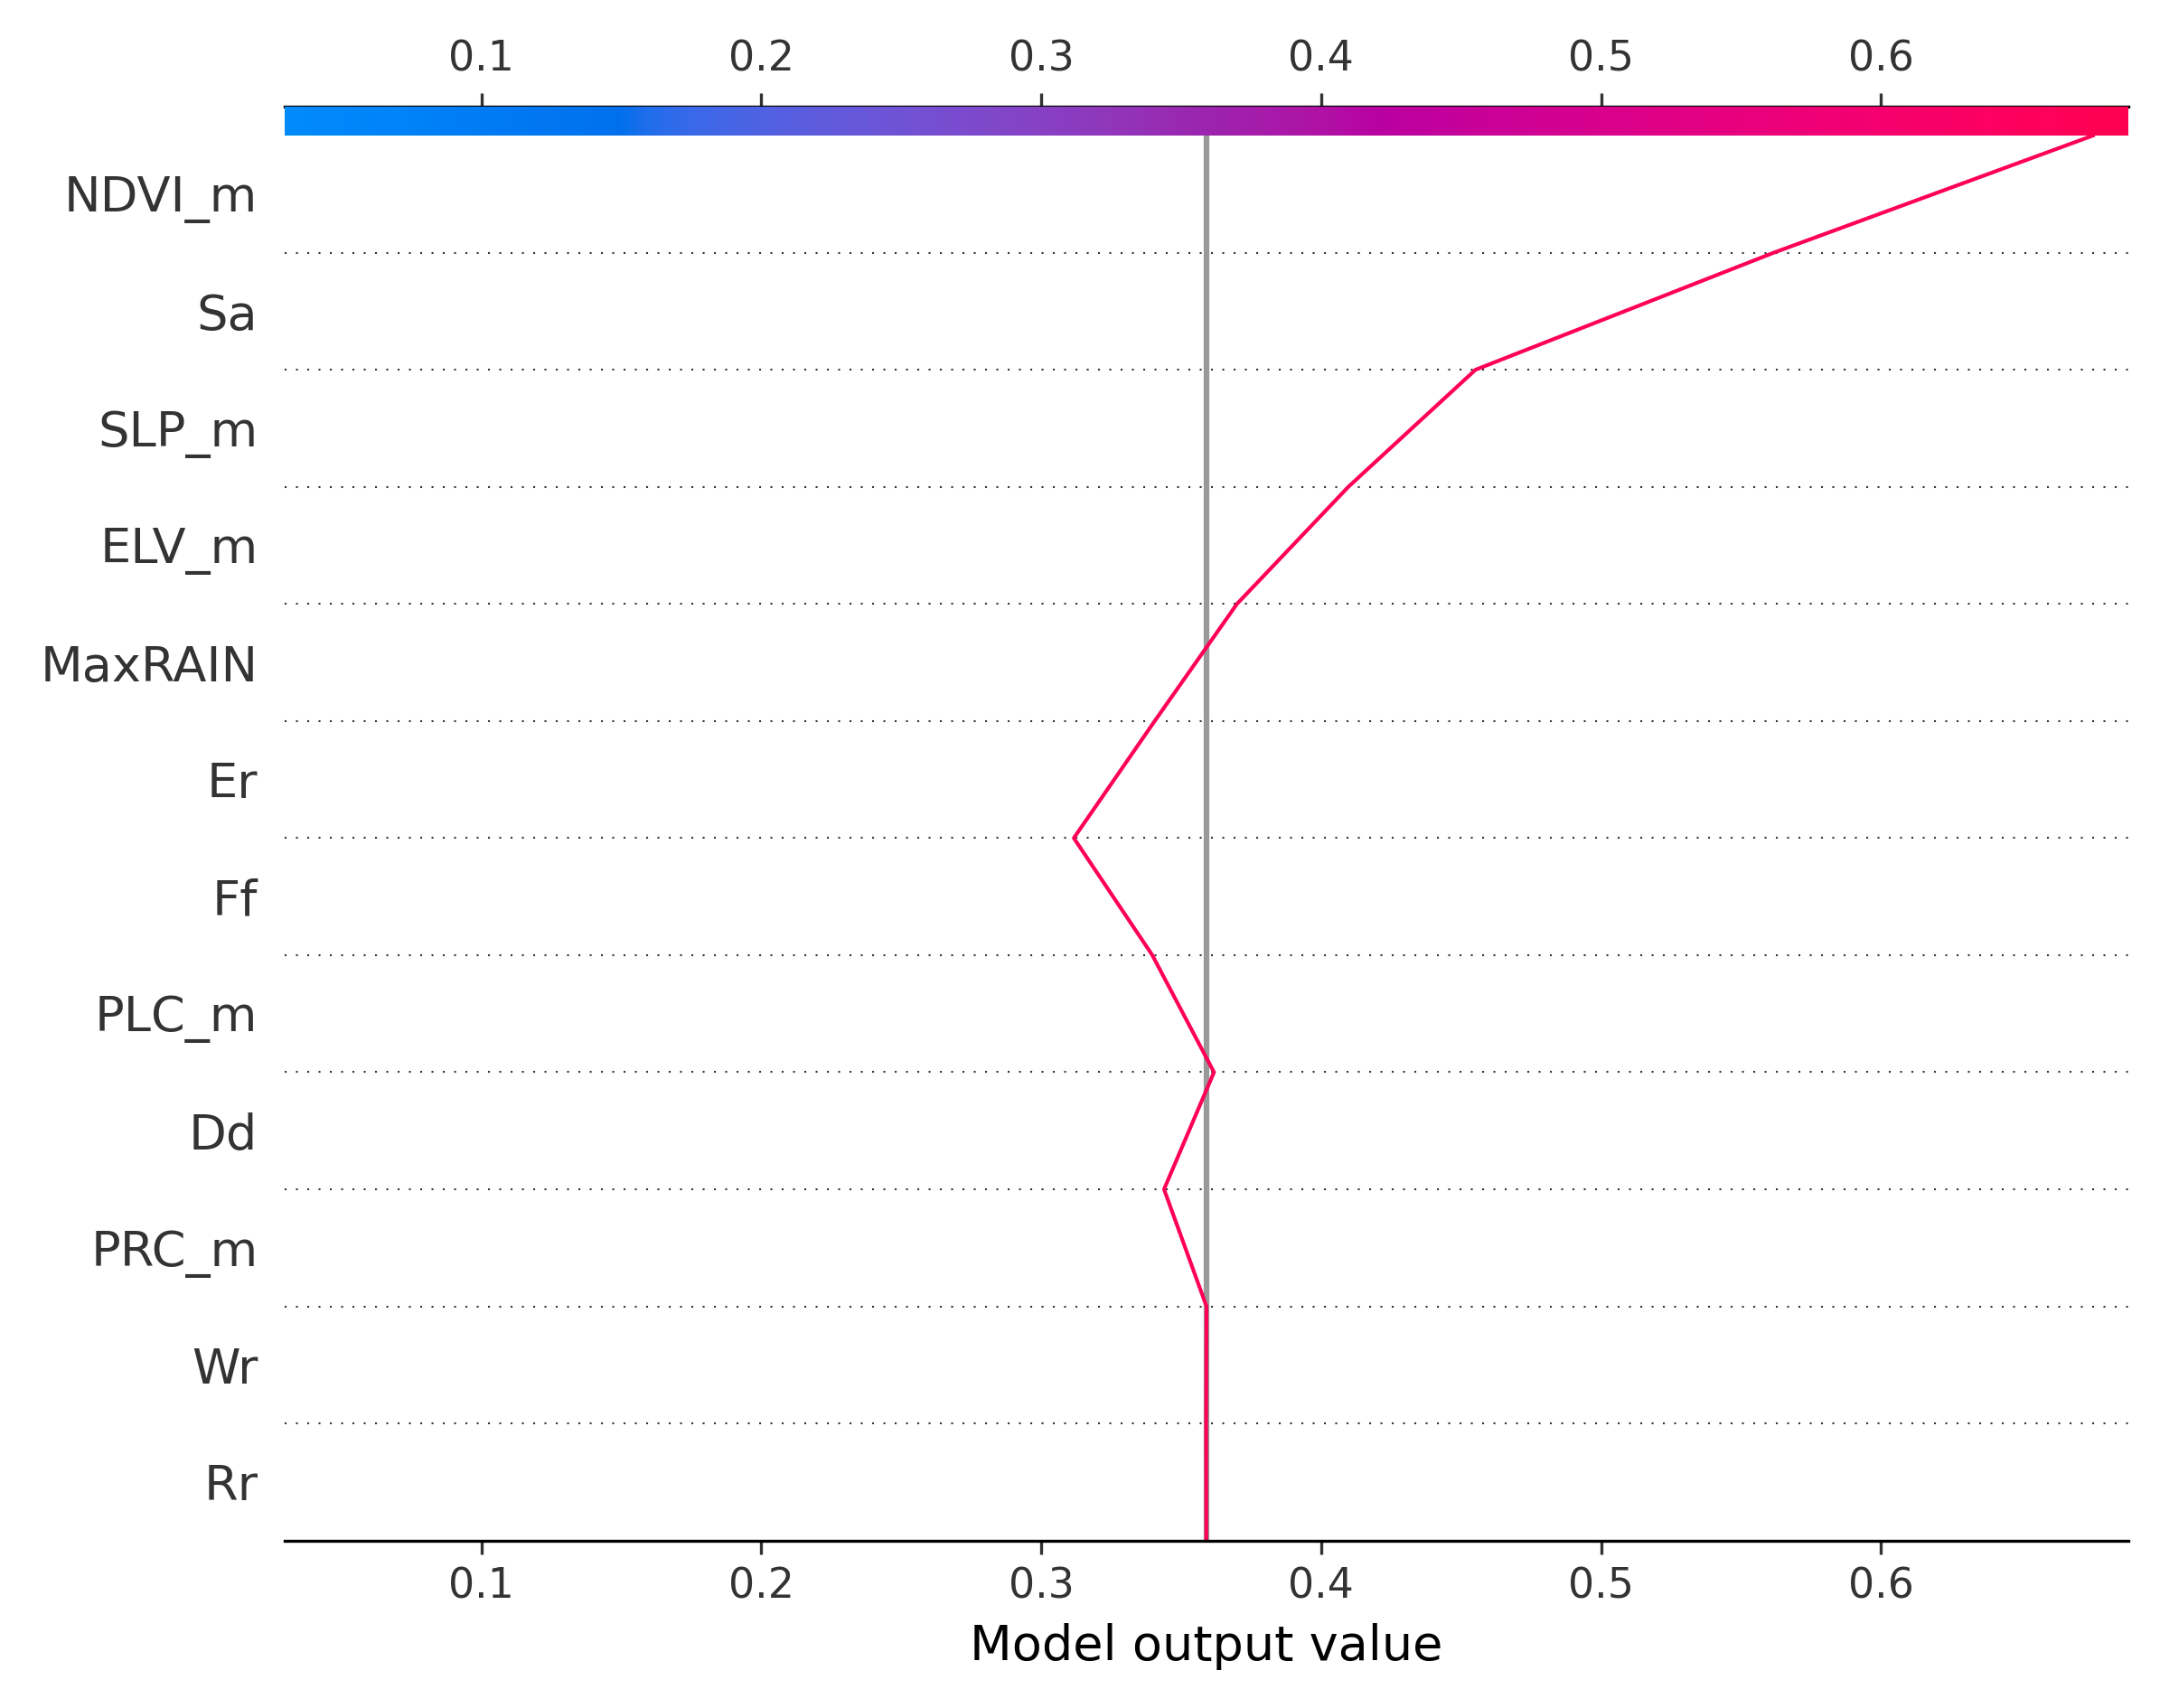 0.1 0.2 0.3 0.4 0.5 0.6
NDVI_m
Sa
SLP_m
ELV_m
MaxRAIN
Er
Ff
PLC_m
Dd
PRC_m
Wr
Rr
0.1 0.2 0.3 0.4 0.5 0.6
Model output value